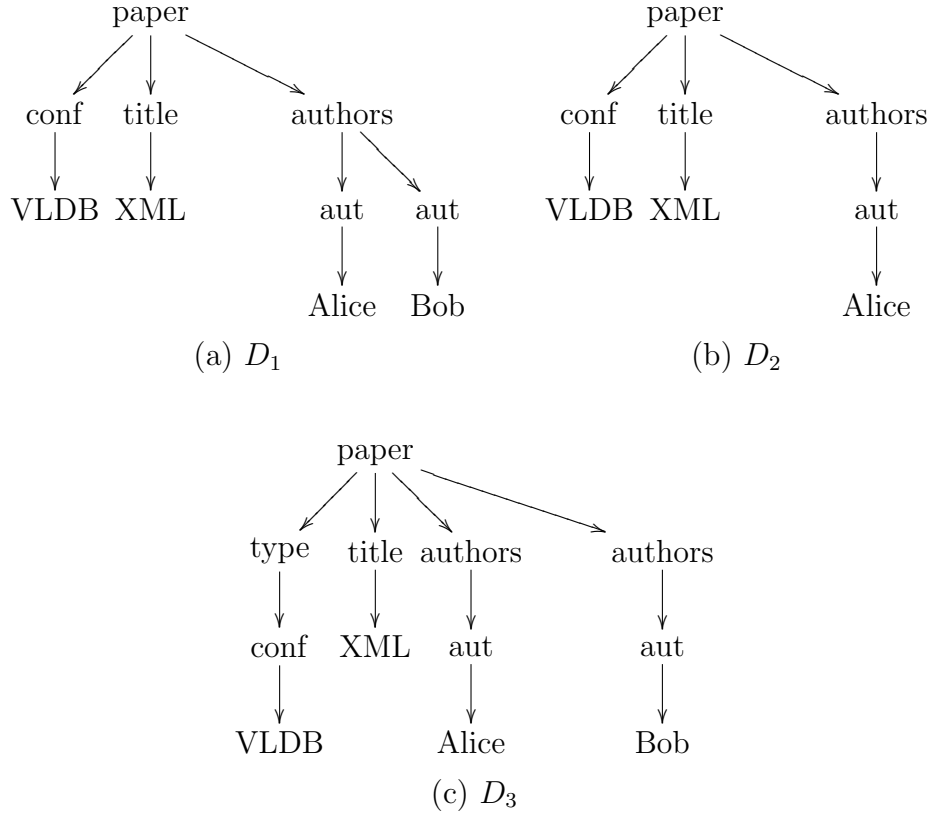 paper paper
conf title authors conf title authors
VLDB XML aut aut VLDB XML aut
Alice Bob Alice
(a) D₁ (b) D₂
paper
type title authors authors
conf XML aut aut
VLDB Alice Bob
(c) D₃